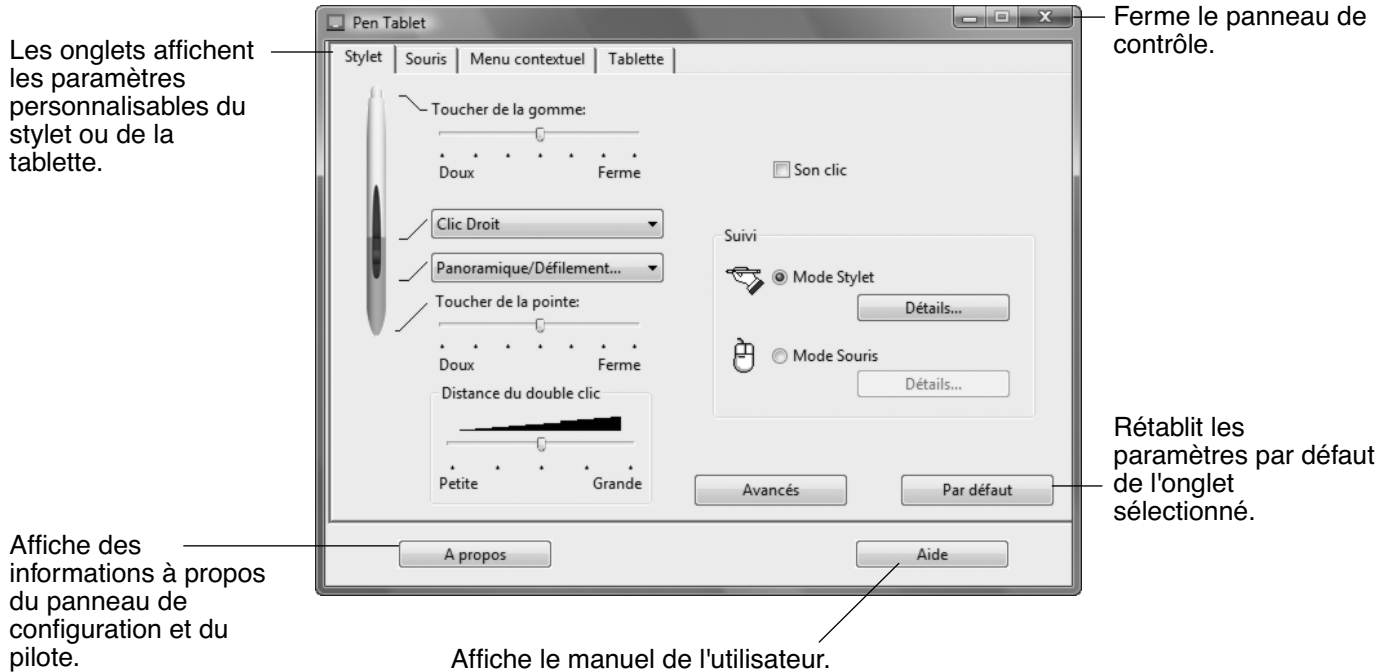 Pen Tablet
Ferme le panneau de
contrôle.
Les onglets affichent
les paramètres
personnalisables du
stylet ou de la
tablette.
Stylet Souris Menu contextuel Tablette
Toucher de la gomme:
Doux Ferme
Son clic
Clic Droit
Panoramique/Défilement...
Toucher de la pointe:
Doux Ferme
Distance du double clic
Petite Grande
Suivi
Mode Stylet
Détails...
Mode Souris
Détails...
Avancés Par défaut
Rétablit les
paramètres par défaut
de l'onglet
sélectionné.
A propos Aide
Affiche des
informations à propos
du panneau de
configuration et du
pilote.
Affiche le manuel de l'utilisateur.